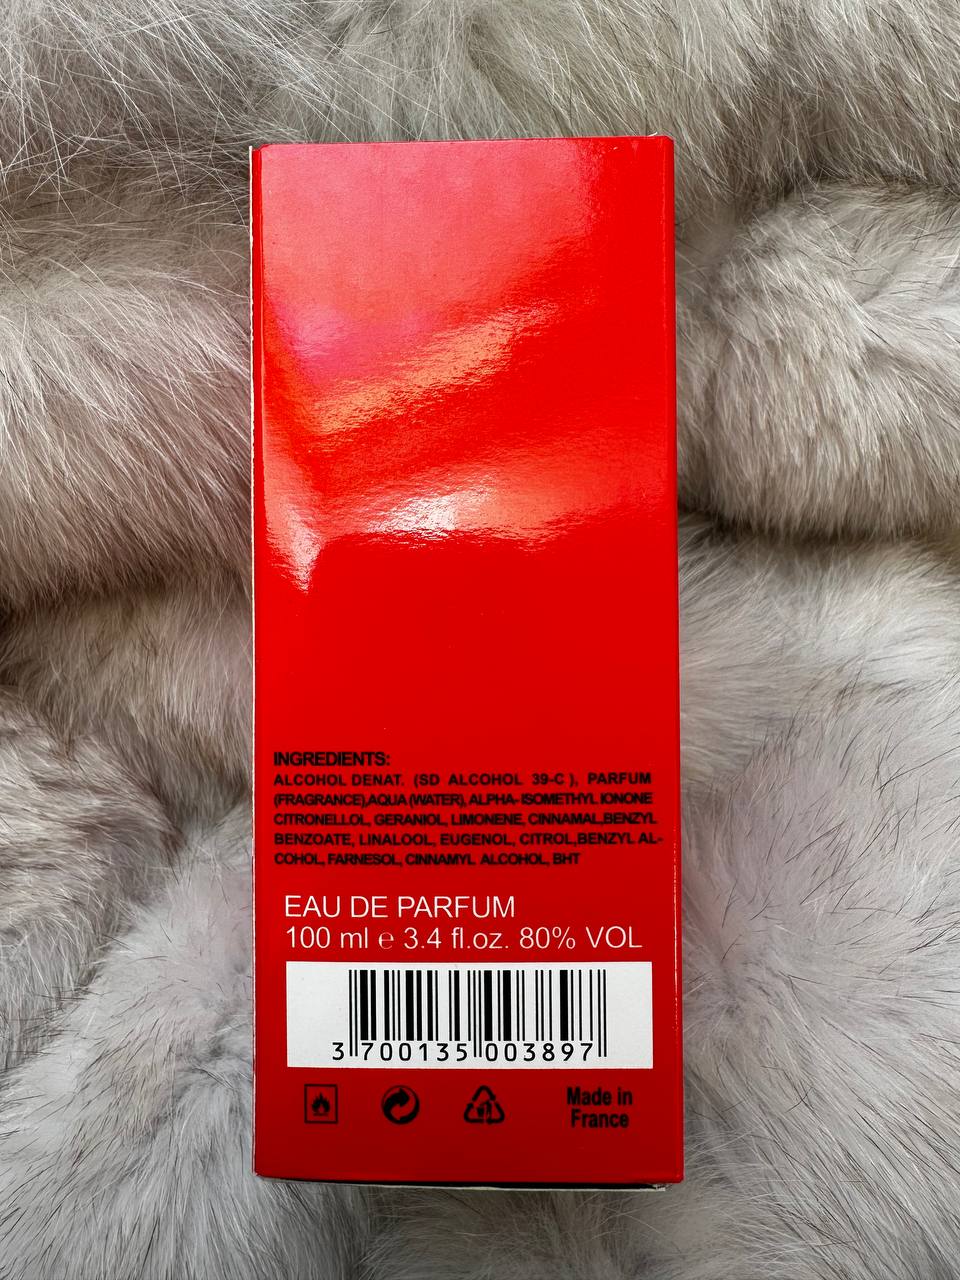 INGREDIENTS:
ALCOHOL DENAT. (SD ALCOHOL 39-C ), PARFUM
(FRAGRANCE),AQUA (WATER), ALPHA-ISOMETHYL IONONE
CITRONELLOL, GERANIOL, LIMONENE, CINNAMAL,BENZYL
BENZOATE, LINALOOL, EUGENOL, CITROL,BENZYL AL-
COHOL, FARNESOL, CINNAMYL ALCOHOL, BHT
EAU DE PARFUM
100 ml e 3.4 fl.oz. 80% VOL
3 700135 003897
Made in
France